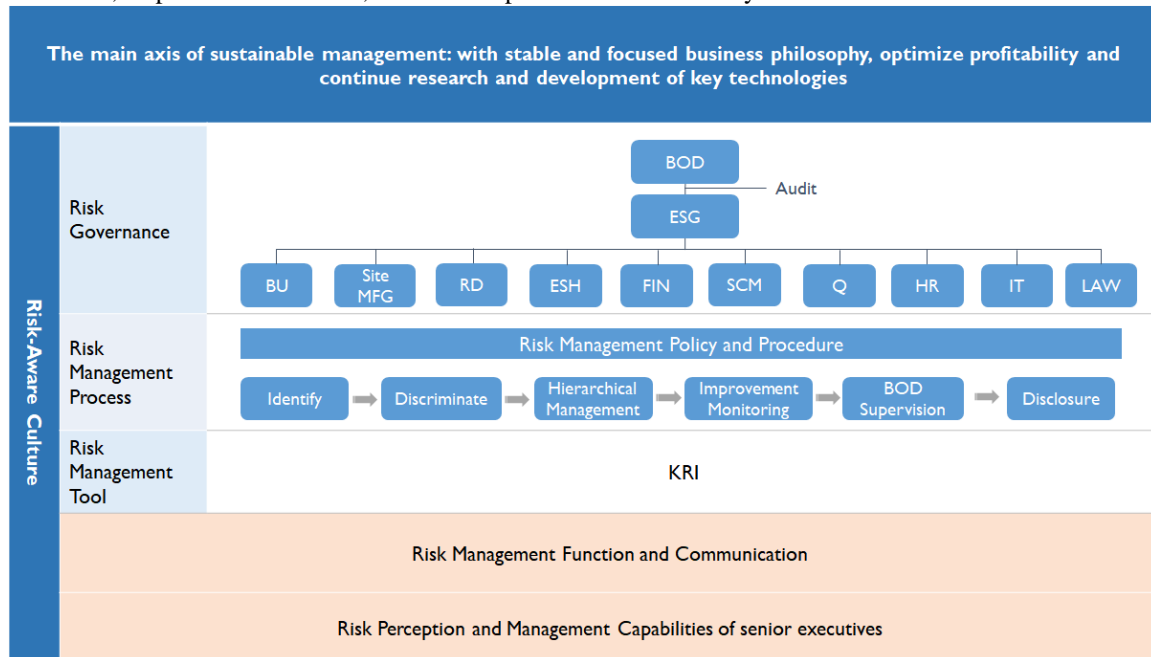 The main axis of sustainable management: with stable and focused business philosophy, optimize profitability and
continue research and development of key technologies
Risk-Aware Culture
Risk
Governance
BOD
Audit
ESG
BU
Site
MFG
RD
ESH
FIN
SCM
Q
HR
IT
LAW
Risk
Management
Process
Risk Management Policy and Procedure
Identify
Discriminate
Hierarchical
Management
Improvement
Monitoring
BOD
Supervision
Disclosure
Risk
Management
Tool
KRI
Risk Management Function and Communication
Risk Perception and Management Capabilities of senior executives